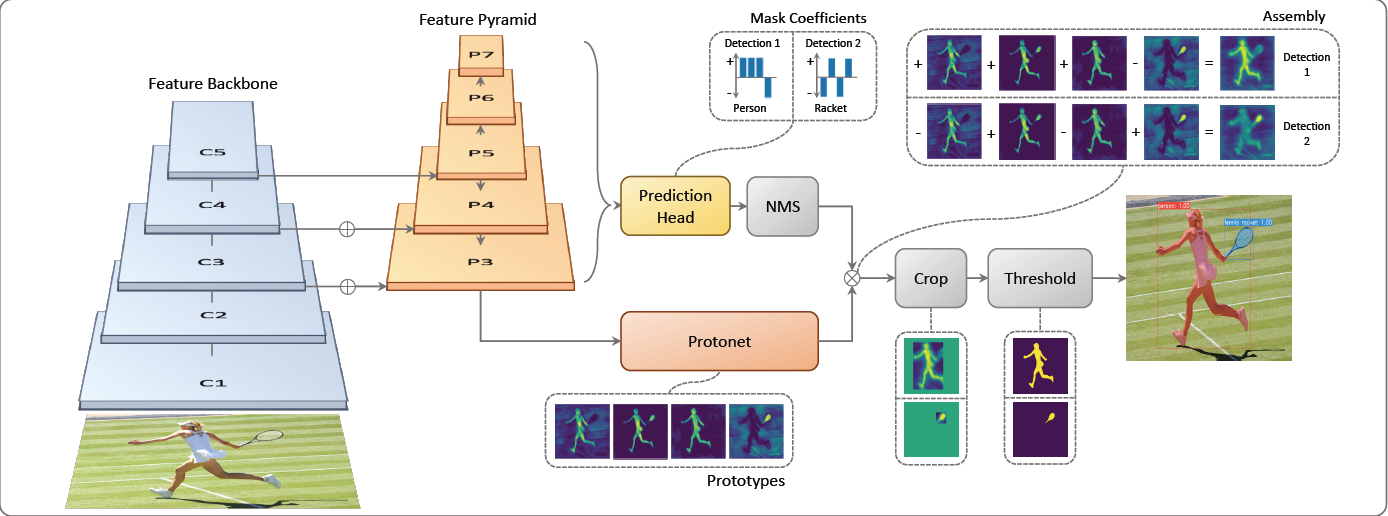 Feature Backbone
C5
C4
C3
C2
C1
Feature Pyramid
P7
P6
P5
P4
P3
Mask Coefficients
Detection 1
+
-
Person
Detection 2
+
-
Racket
Prediction
Head
NMS
Protonet
Prototypes
Assembly
+ + + - = Detection
1
- + - + = Detection
2
Crop
Threshold
person: 1.00
tennis racket: 1.00